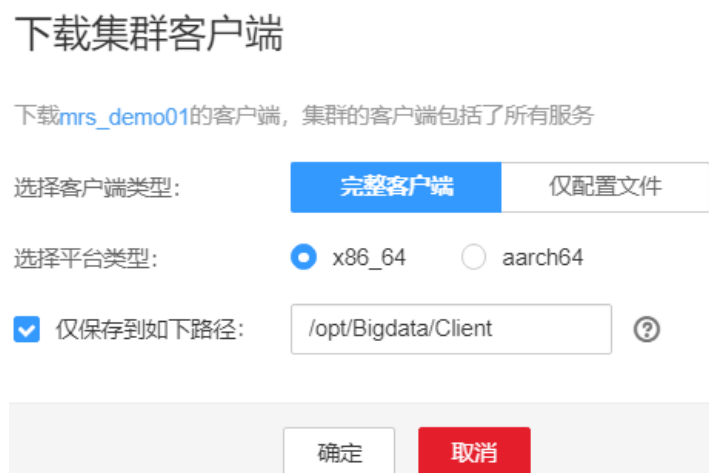 下载集群客户端
下载mrs_demo01的客户端，集群的客户端包括了所有服务
选择客户端类型： 完整客户端 仅配置文件
选择平台类型： x86_64 aarch64
仅保存到如下路径： /opt/Bigdata/Client ?
确定 取消